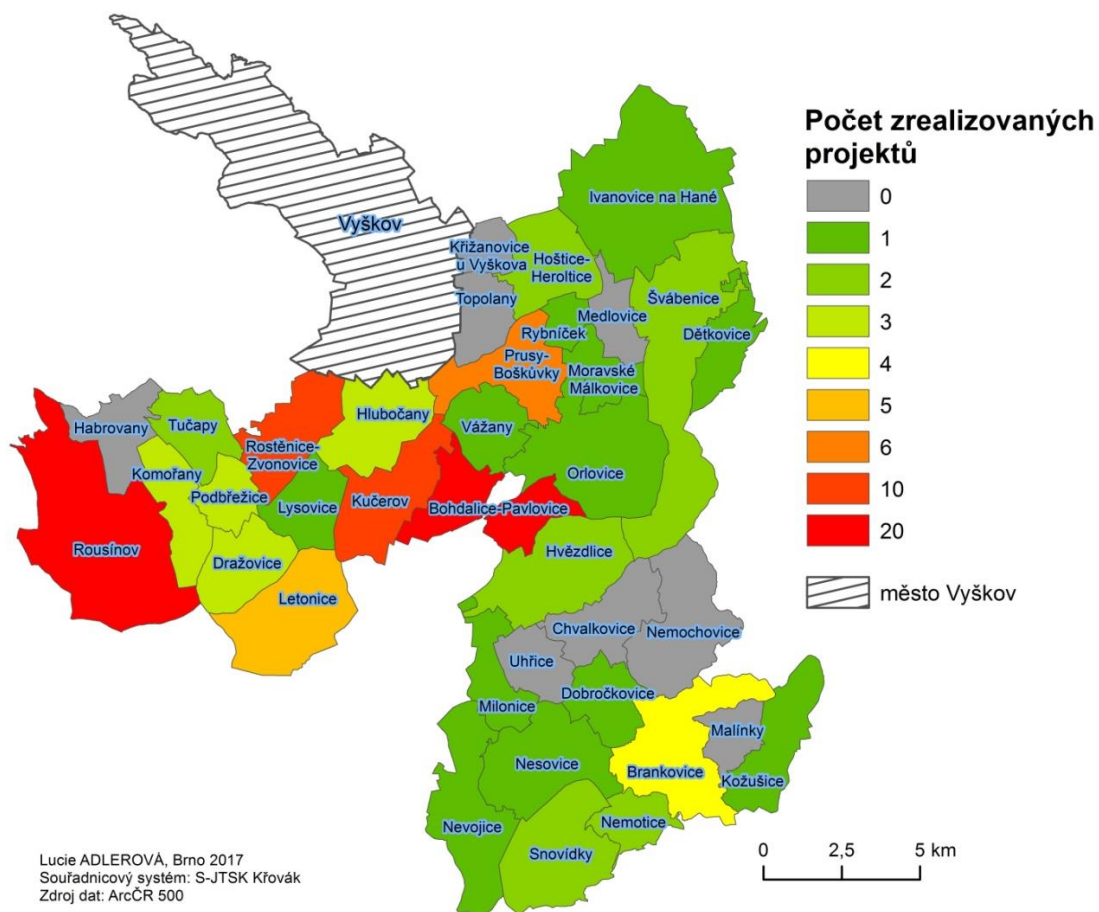 Počet zrealizovaných
projektů
0
1
2
3
4
5
6
10
20
město Vyškov
Vyškov
Ivanovice na Hané
Křižanovice
u Vyškova
Hoštice-
Heroltice
Topolany
Medlovice
Švábenice
Rybníček
Dětkovice
Prusy-
Boškůvky
Moravské
Málkovice
Hlubočany
Vážany
Habrovany
Tučapy
Rostěnice-
Zvonovice
Komořany
Podbřežice
Lysovice
Kučerov
Orlovice
Bohdalice-Pavlovice
Rousínov
Dražovice
Hvězdlice
Letonice
Chvalkovice
Nemochovice
Uhřice
Dobročkovice
Milonice
Malínky
Nesovice
Brankovice
Kožušice
Nevojice
Nemotice
Snovídky
0
2,5
5 km
Lucie ADLEROVÁ, Brno 2017
Souřadnicový systém: S-JTSK Křovák
Zdroj dat: ArcČR 500